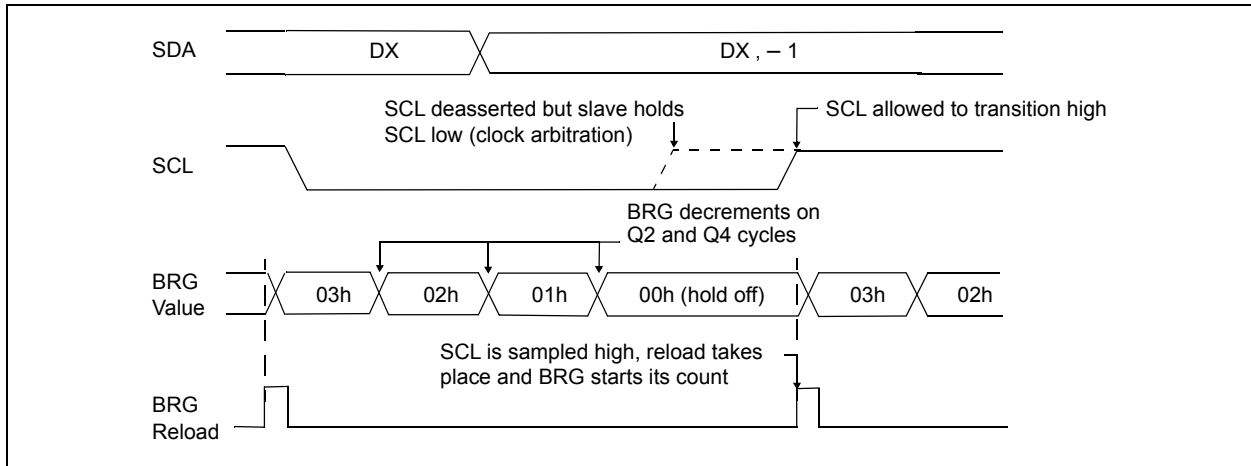 SDA
DX
DX , – 1
SCL deasserted but slave holds
SCL low (clock arbitration)
SCL allowed to transition high
SCL
BRG decrements on
Q2 and Q4 cycles
BRG
Value
03h
02h
01h
00h (hold off)
03h
02h
SCL is sampled high, reload takes
place and BRG starts its count
BRG
Reload